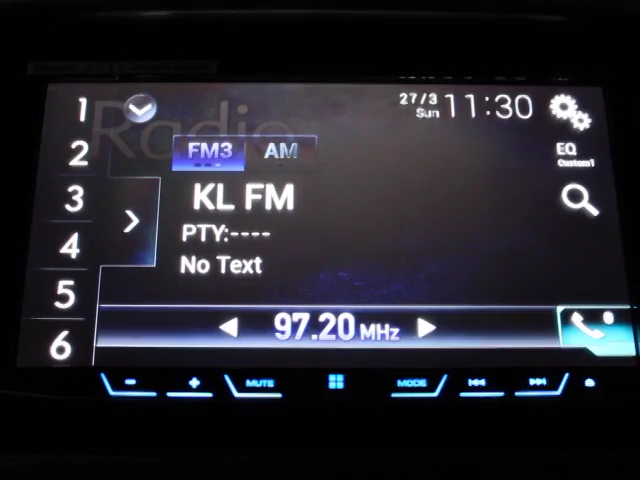 Radio
27/3
Sun
11:30
1
2
3
4
5
6
FM3 AM
EQ
Custom1
KL FM
PTY:----
No Text
97.20 MHz
- + MUTE MODE